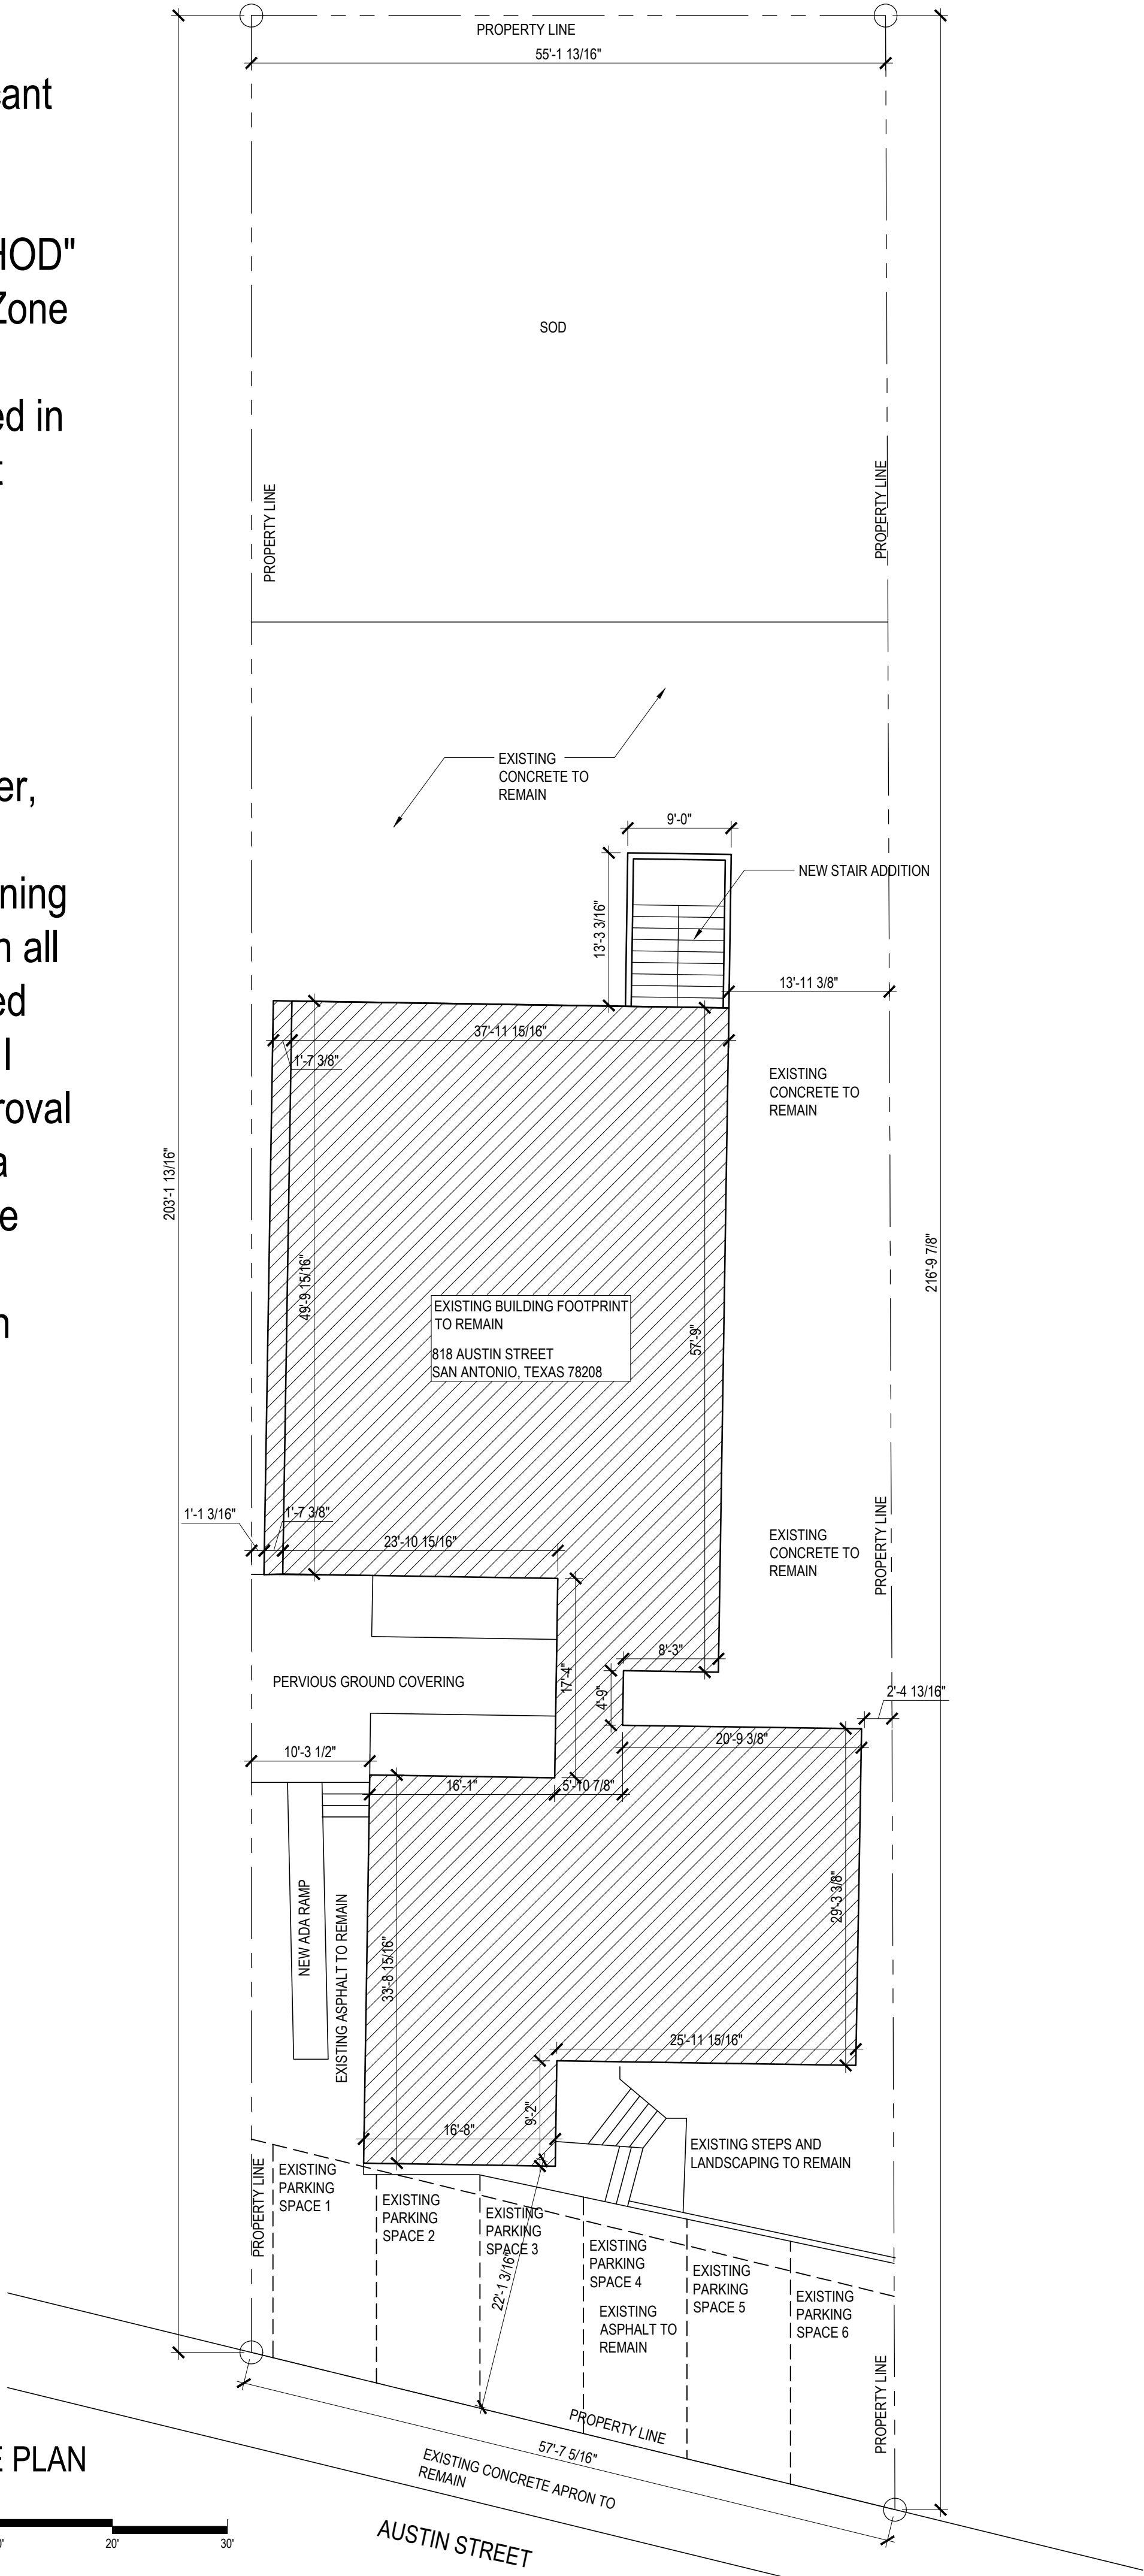 PROPERTY LINE
55'-1 13/16"
cant
HOD"
Zone
SOD
ed in
PROPERTY LINE
PROPERTY LINE
EXISTING
CONCRETE TO
REMAIN
er,
9'-0"
NEW STAIR ADDITION
ning
13'-3 3/16"
n all
13'-11 3/8"
ed
37'-11 15/16"
1'-7 3/8"
EXISTING
CONCRETE TO
REMAIN
roval
a
203'-1 13/16"
e
216'-9 7/8"
49'-9 15/16"
EXISTING BUILDING FOOTPRINT
TO REMAIN
818 AUSTIN STREET
SAN ANTONIO, TEXAS 78208
57'-9"
n
1'-1 3/16"
1'-7 3/8"
23'-10 15/16"
EXISTING
CONCRETE TO
REMAIN
PROPERTY LINE
8'-3"
17'-4"
PERVIOUS GROUND COVERING
4'-9"
2'-4 13/16"
20'-9 3/8"
10'-3 1/2"
16'-1"
5'-10 7/8"
NEW ADA RAMP
EXISTING ASPHALT TO REMAIN
33'-8 15/16"
29'-3 3/8"
25'-11 15/16"
9'-2"
16'-8"
EXISTING STEPS AND
LANDSCAPING TO REMAIN
PROPERTY LINE
EXISTING
PARKING
SPACE 1
EXISTING
PARKING
SPACE 2
EXISTING
PARKING
SPACE 3
EXISTING
PARKING
SPACE 4
EXISTING
PARKING
SPACE 5
EXISTING
PARKING
SPACE 6
22'-1 3/16"
EXISTING
ASPHALT TO
REMAIN
PROPERTY LINE
PROPERTY LINE
57'-7 5/16"
EXISTING CONCRETE APRON TO
REMAIN
E PLAN
0'
20'
30'
AUSTIN STREET